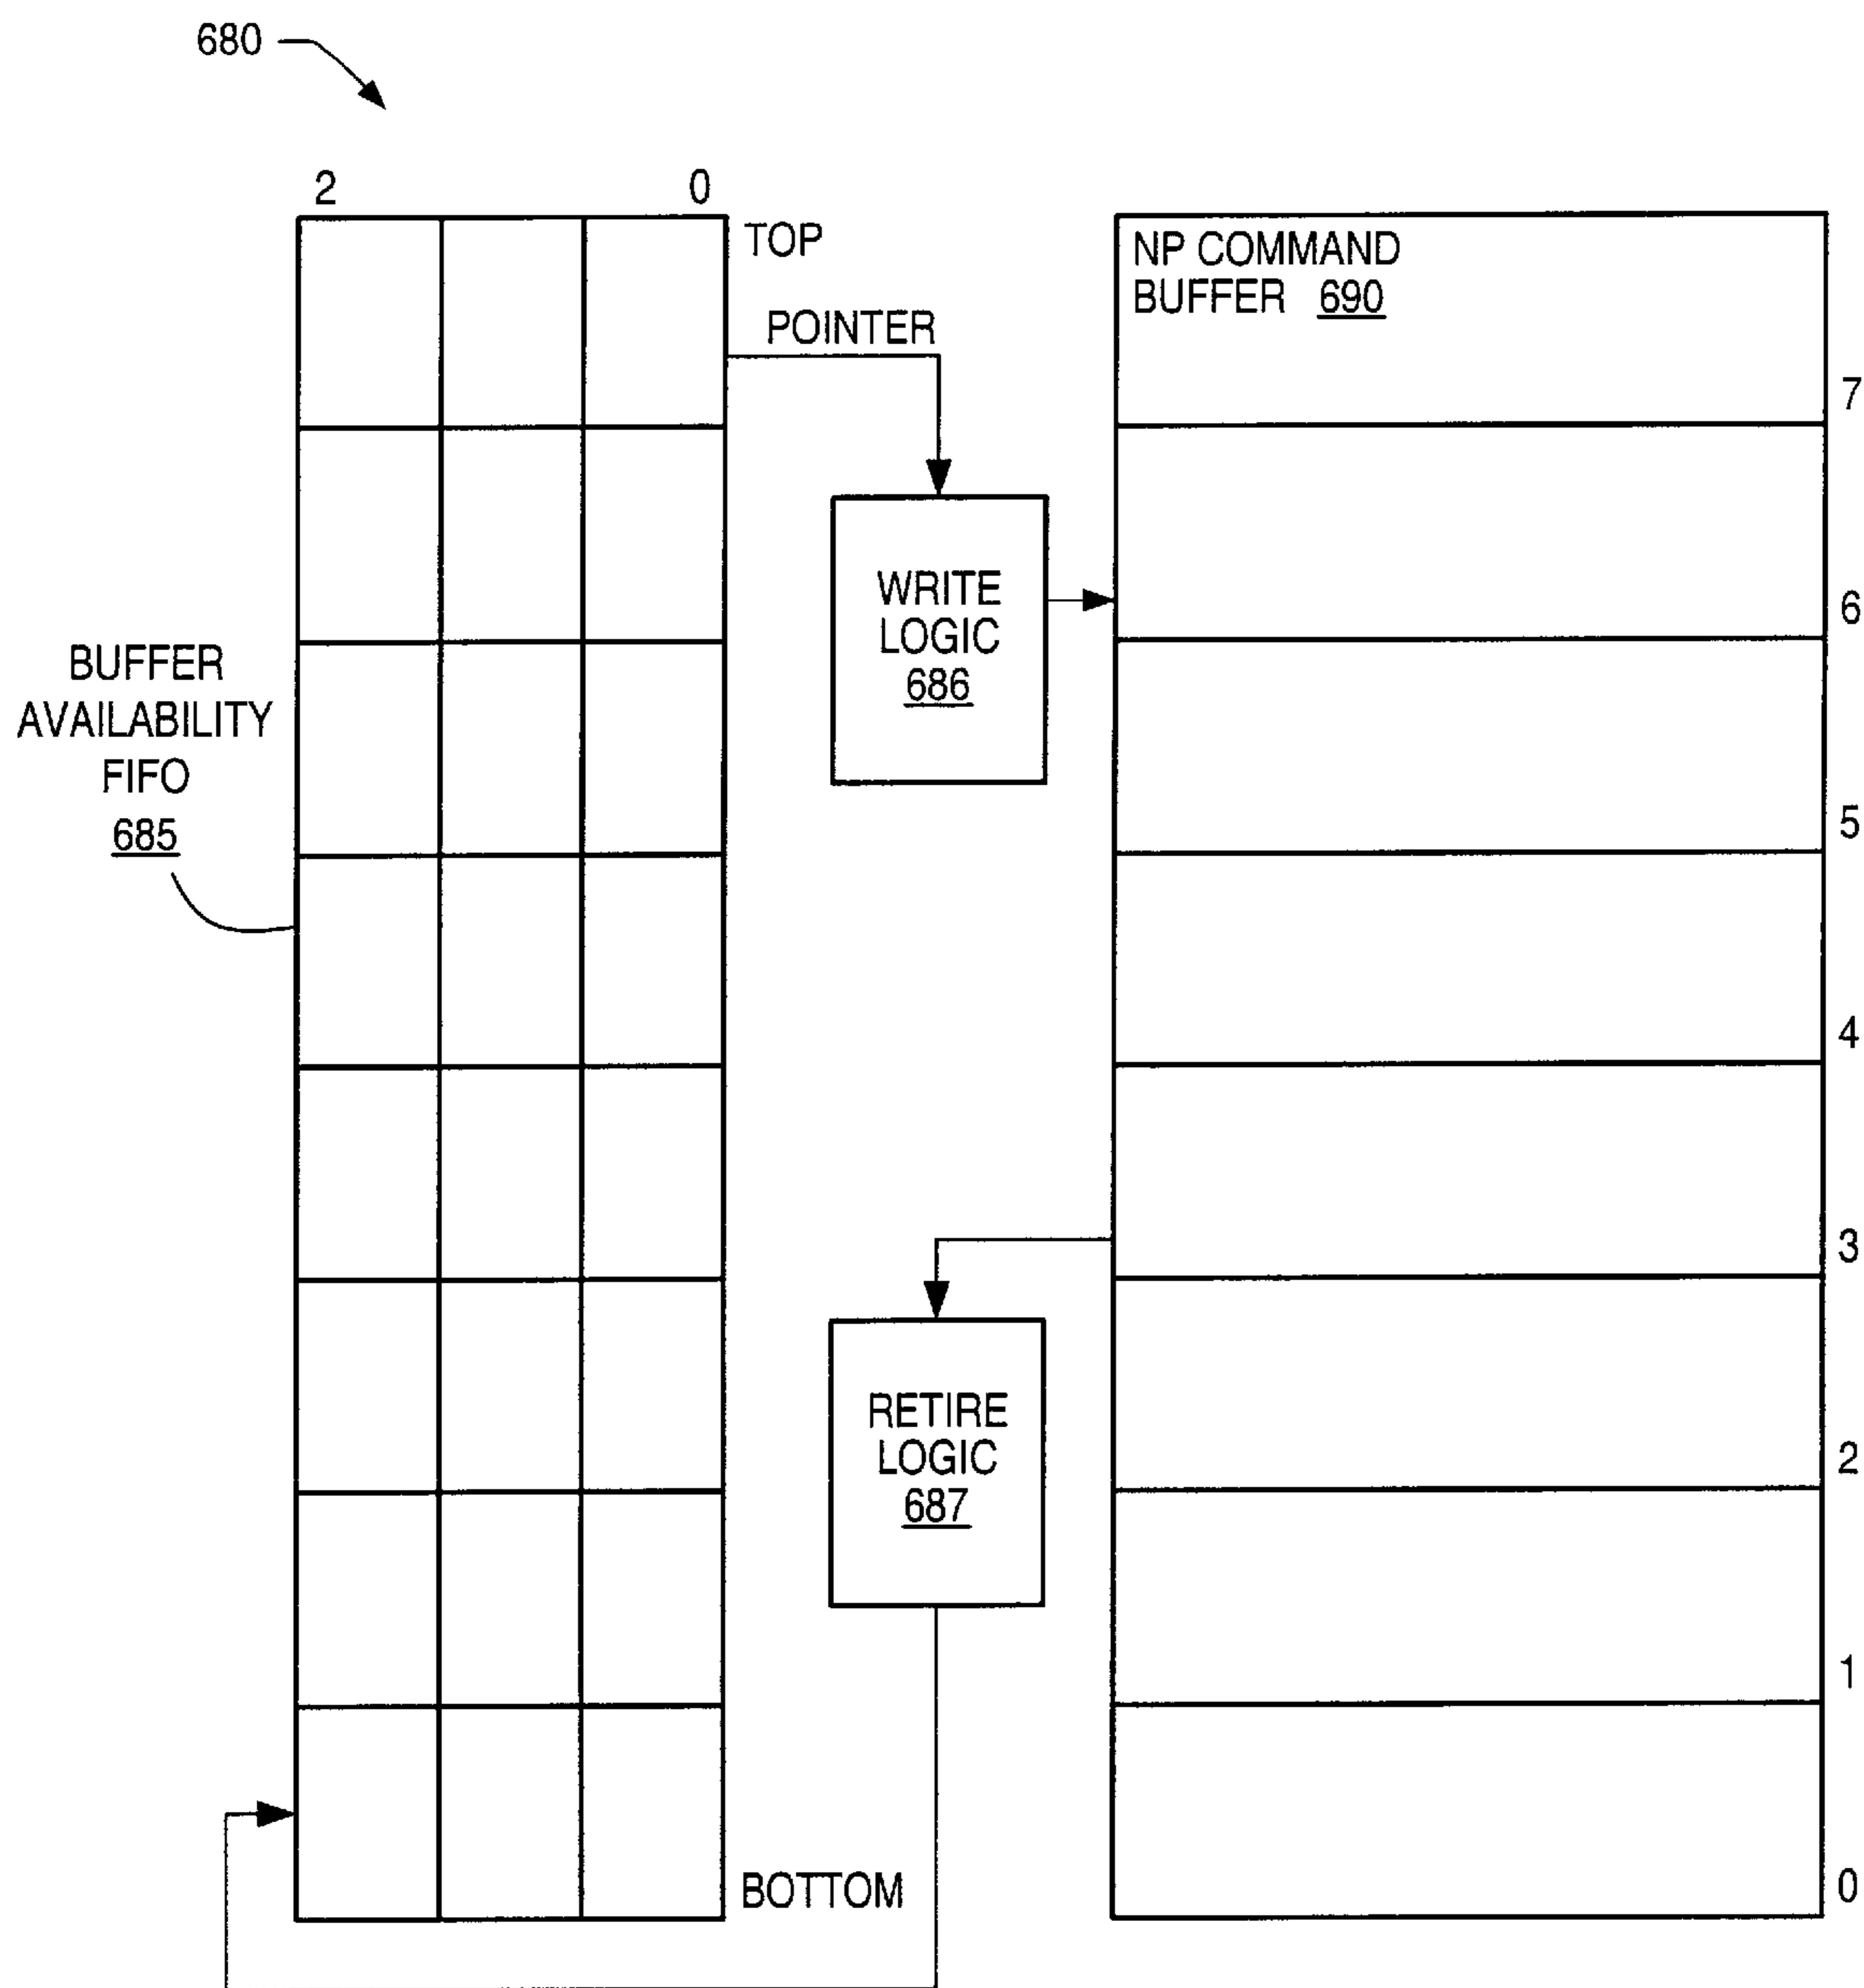 680
2 0
TOP
POINTER
NP COMMAND
BUFFER 690
7
WRITE
LOGIC
686
6
BUFFER
AVAILABILITY
FIFO
685
5
4
3
RETIRE
LOGIC
687
2
1
BOTTOM
0